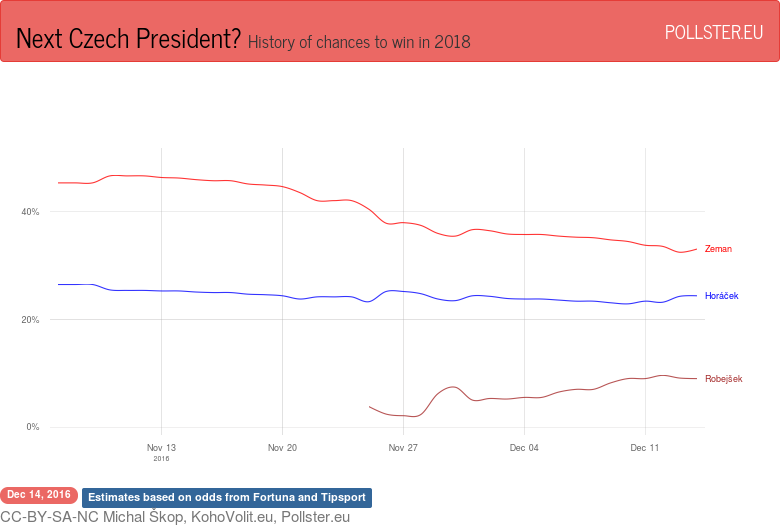 Next Czech President? History of chances to win in 2018
POLLSTER.EU
40%
Zeman
Horáček
20%
Robejšek
0%
Nov 13 Nov 20 Nov 27 Dec 04 Dec 11
2016
Dec 14, 2016 Estimates based on odds from Fortuna and Tipsport
CC-BY-SA-NC Michal Škop, KohoVolit.eu, Pollster.eu